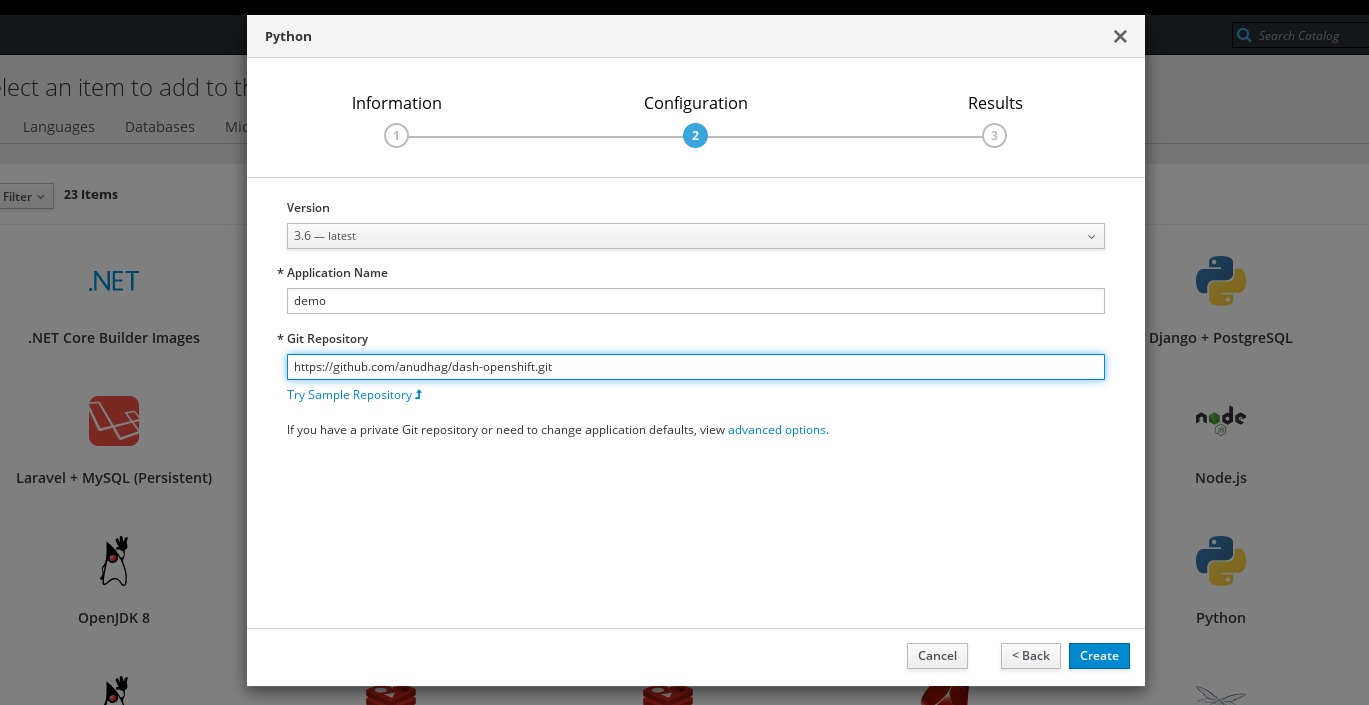 Python
Search Catalog
elect an item to add to th
Information
Configuration
Results
Languages
Databases
Mic
1
2
3
Filter
23 Items
Version
3.6 — latest
* Application Name
demo
* Git Repository
https://github.com/anudhag/dash-openshift.git
Try Sample Repository
If you have a private Git repository or need to change application defaults, view advanced options.
.NET
.NET Core Builder Images
Django + PostgreSQL
Laravel + MySQL (Persistent)
node
JS
Node.js
OpenJDK 8
Python
Cancel
< Back
Create